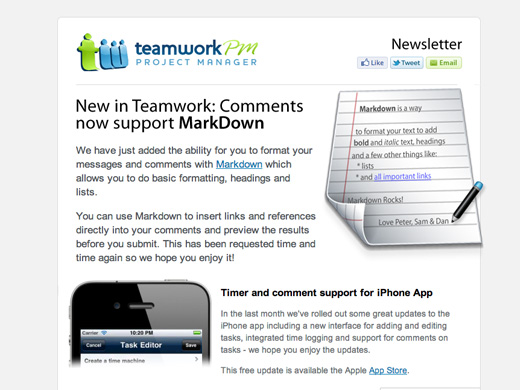 teamwork PM
PROJECT MANAGER
Newsletter
Like
Tweet
Email
New in Teamwork: Comments
now support MarkDown
We have just added the ability for you to format your
messages and comments with Markdown which
allows you to do basic formatting, headings and
lists.
You can use Markdown to insert links and references
directly into your comments and preview the results
before you submit. This has been requested time and
time again so we hope you enjoy it!
Markdown is a way
to format your text to add
bold and italic text, headings
and a few other things like:
* lists
* and all important links
Markdown Rocks!
Love Peter, Sam & Dan
Carrier
10:20 PM
Cancel
Task Editor
Save
Create a time machine
Timer and comment support for iPhone App
In the last month we've rolled out some great updates to the
iPhone app including a new interface for adding and editing
tasks, integrated time logging and support for comments on
tasks - we hope you enjoy the updates.
This free update is available the Apple App Store.